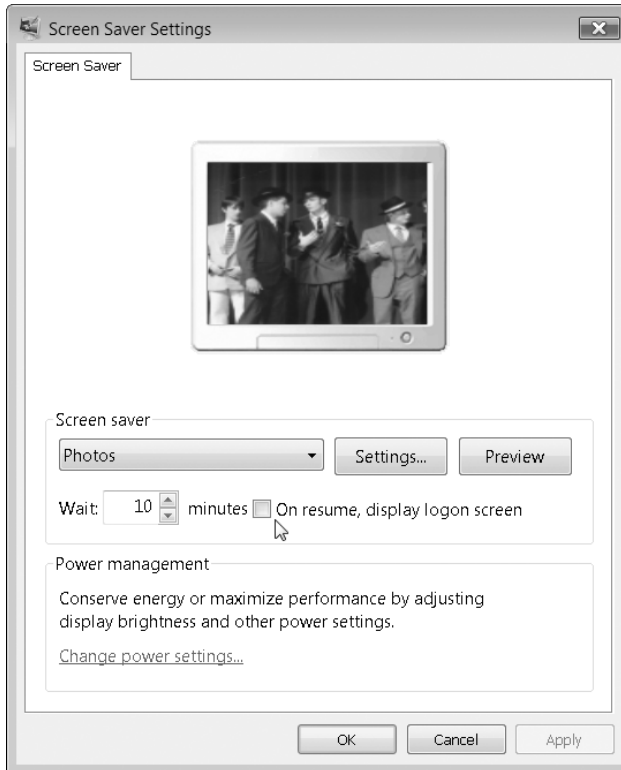 Screen Saver Settings
Screen Saver
Screen saver
Photos
Settings...
Preview
Wait: 10 minutes On resume, display logon screen
Power management
Conserve energy or maximize performance by adjusting
display brightness and other power settings.
Change power settings...
OK
Cancel
Apply